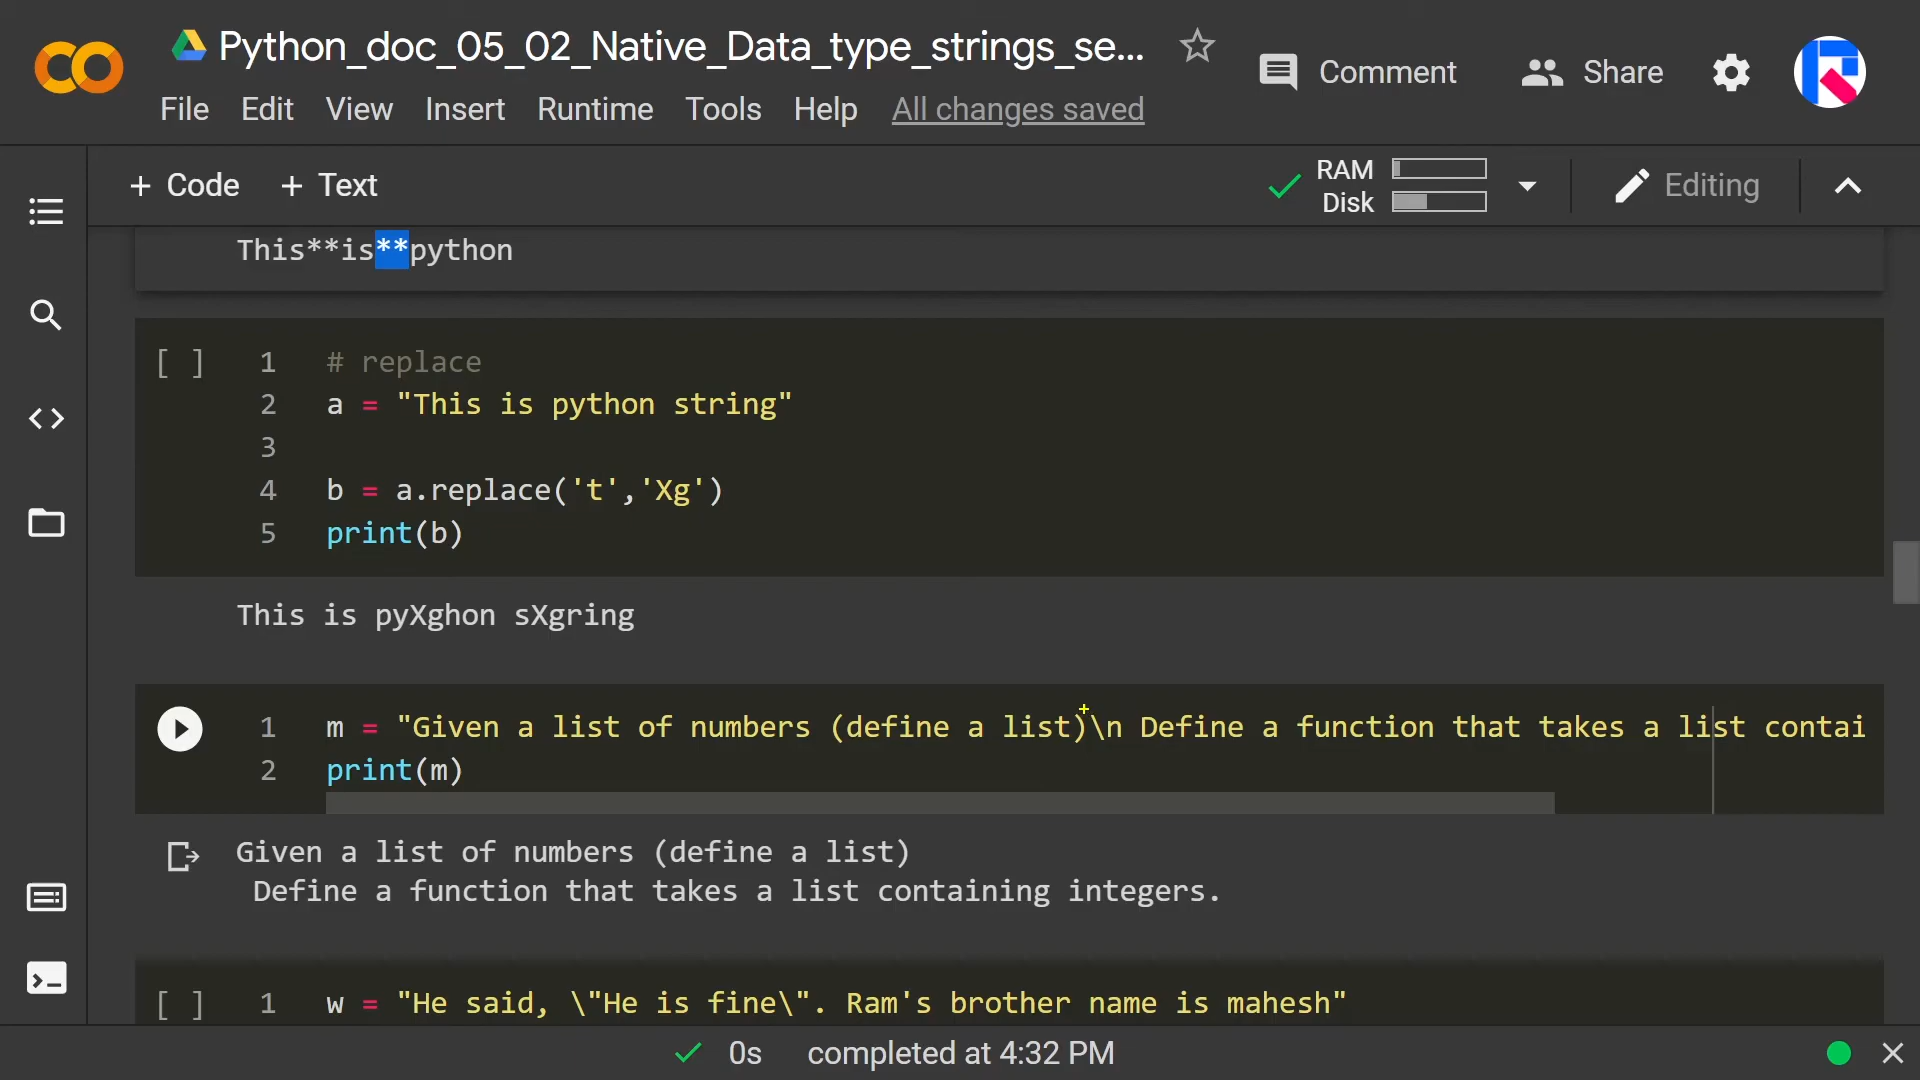 Python_doc_05_02_Native_Data_type_strings_se...
Comment
Share
File Edit View Insert Runtime Tools Help All changes saved
+ Code + Text
RAM
Disk
Editing
This**is**python
[ ] 1 # replace
2 a = "This is python string"
3
4 b = a.replace('t','Xg')
5 print(b)
This is pyXghon sXgring
1 m = "Given a list of numbers (define a list)\n Define a function that takes a list contai
2 print(m)
Given a list of numbers (define a list)
Define a function that takes a list containing integers.
[ ] 1 w = "He said, \"He is fine\". Ram's brother name is mahesh"
0s completed at 4:32 PM